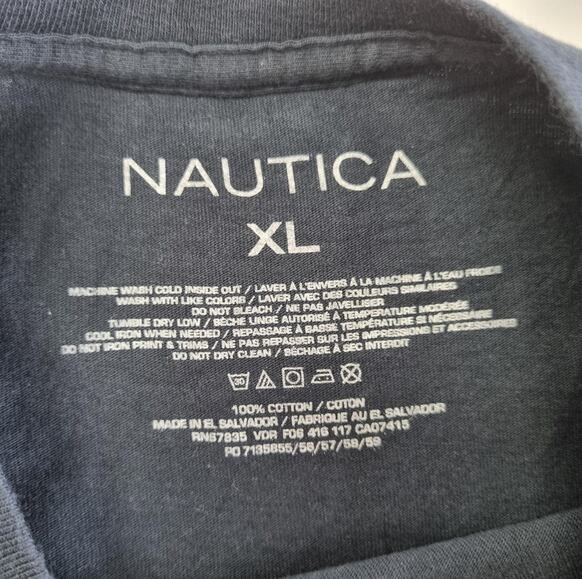 NAUTICA
XL
MACHINE WASH COLD INSIDE OUT / LAVER À L'ENVERS À LA MACHINE À L'EAU FROIDE
WASH WITH LIKE COLORS / LAVER AVEC DES COULEURS SIMILAIRES
DO NOT BLEACH / NE PAS JAVELLISER
TUMBLE DRY LOW / SÈCHE LINGE AUTORISÉ À TEMPERATURE MODÉRÉE
COOL IRON WHEN NEEDED / REPASSAGE À BASSE TEMPÉRATURE SI NÉCESSAIRE
DO NOT IRON PRINT & TRIMS / NE PAS REPASSER SUR LES IMPRESSIONS ET ACCESSOIRES
DO NOT DRY CLEAN / SÉCHAGE À SEC INTERDIT
30
100% COTTON / COTON
MADE IN EL SALVADOR / FABRIQUE AU EL SALVADOR
RN67835 VDR F06 416 117 CA07415
PO 7135855/56/57/58/59